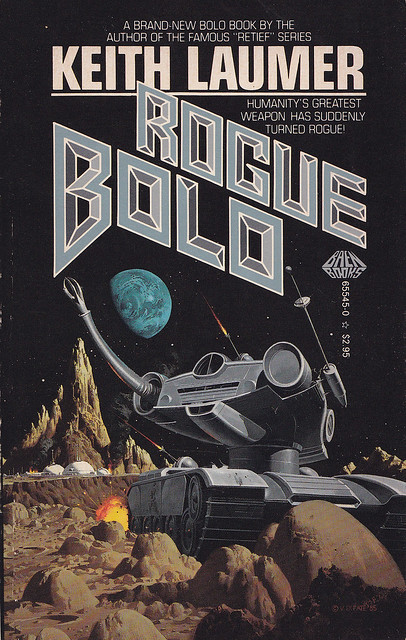 A BRAND-NEW BOLO BOOK BY THE
AUTHOR OF THE FAMOUS "RETIEF" SERIES
KEITH LAUMER
HUMANITY'S GREATEST
WEAPON HAS SUDDENLY
TURNED ROGUE!
ROGUE
BOLO
BAEN
BOOKS
65545-0 ☆ $2.95